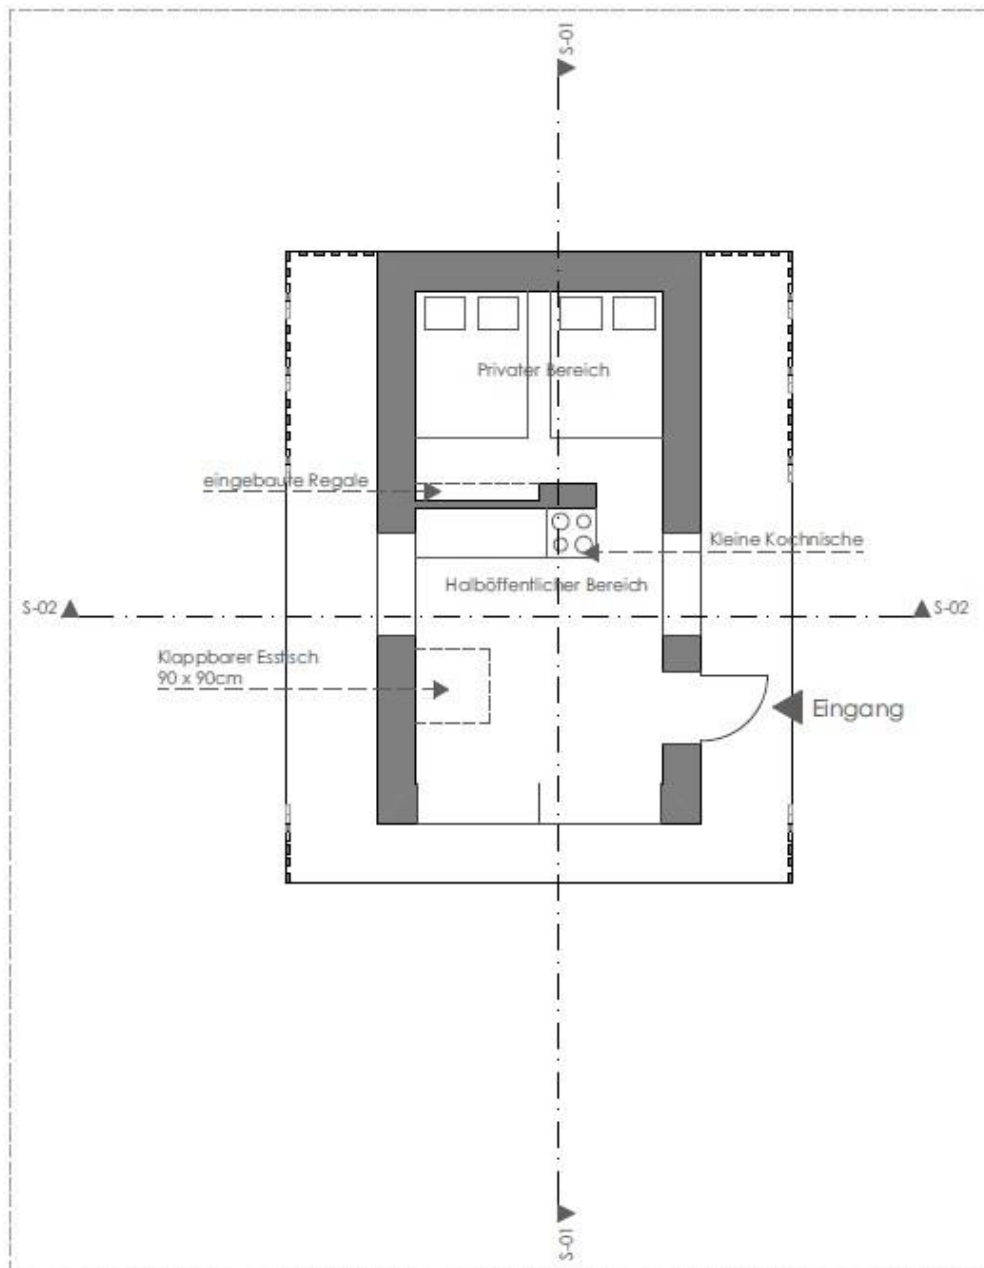 S-01
Privater Bereich
eingebaute Regale
Kleine Kochnische
Halböffentlicher Bereich
S-02
S-02
Klappbarer Esstisch
90 x 90cm
Eingang
S-01